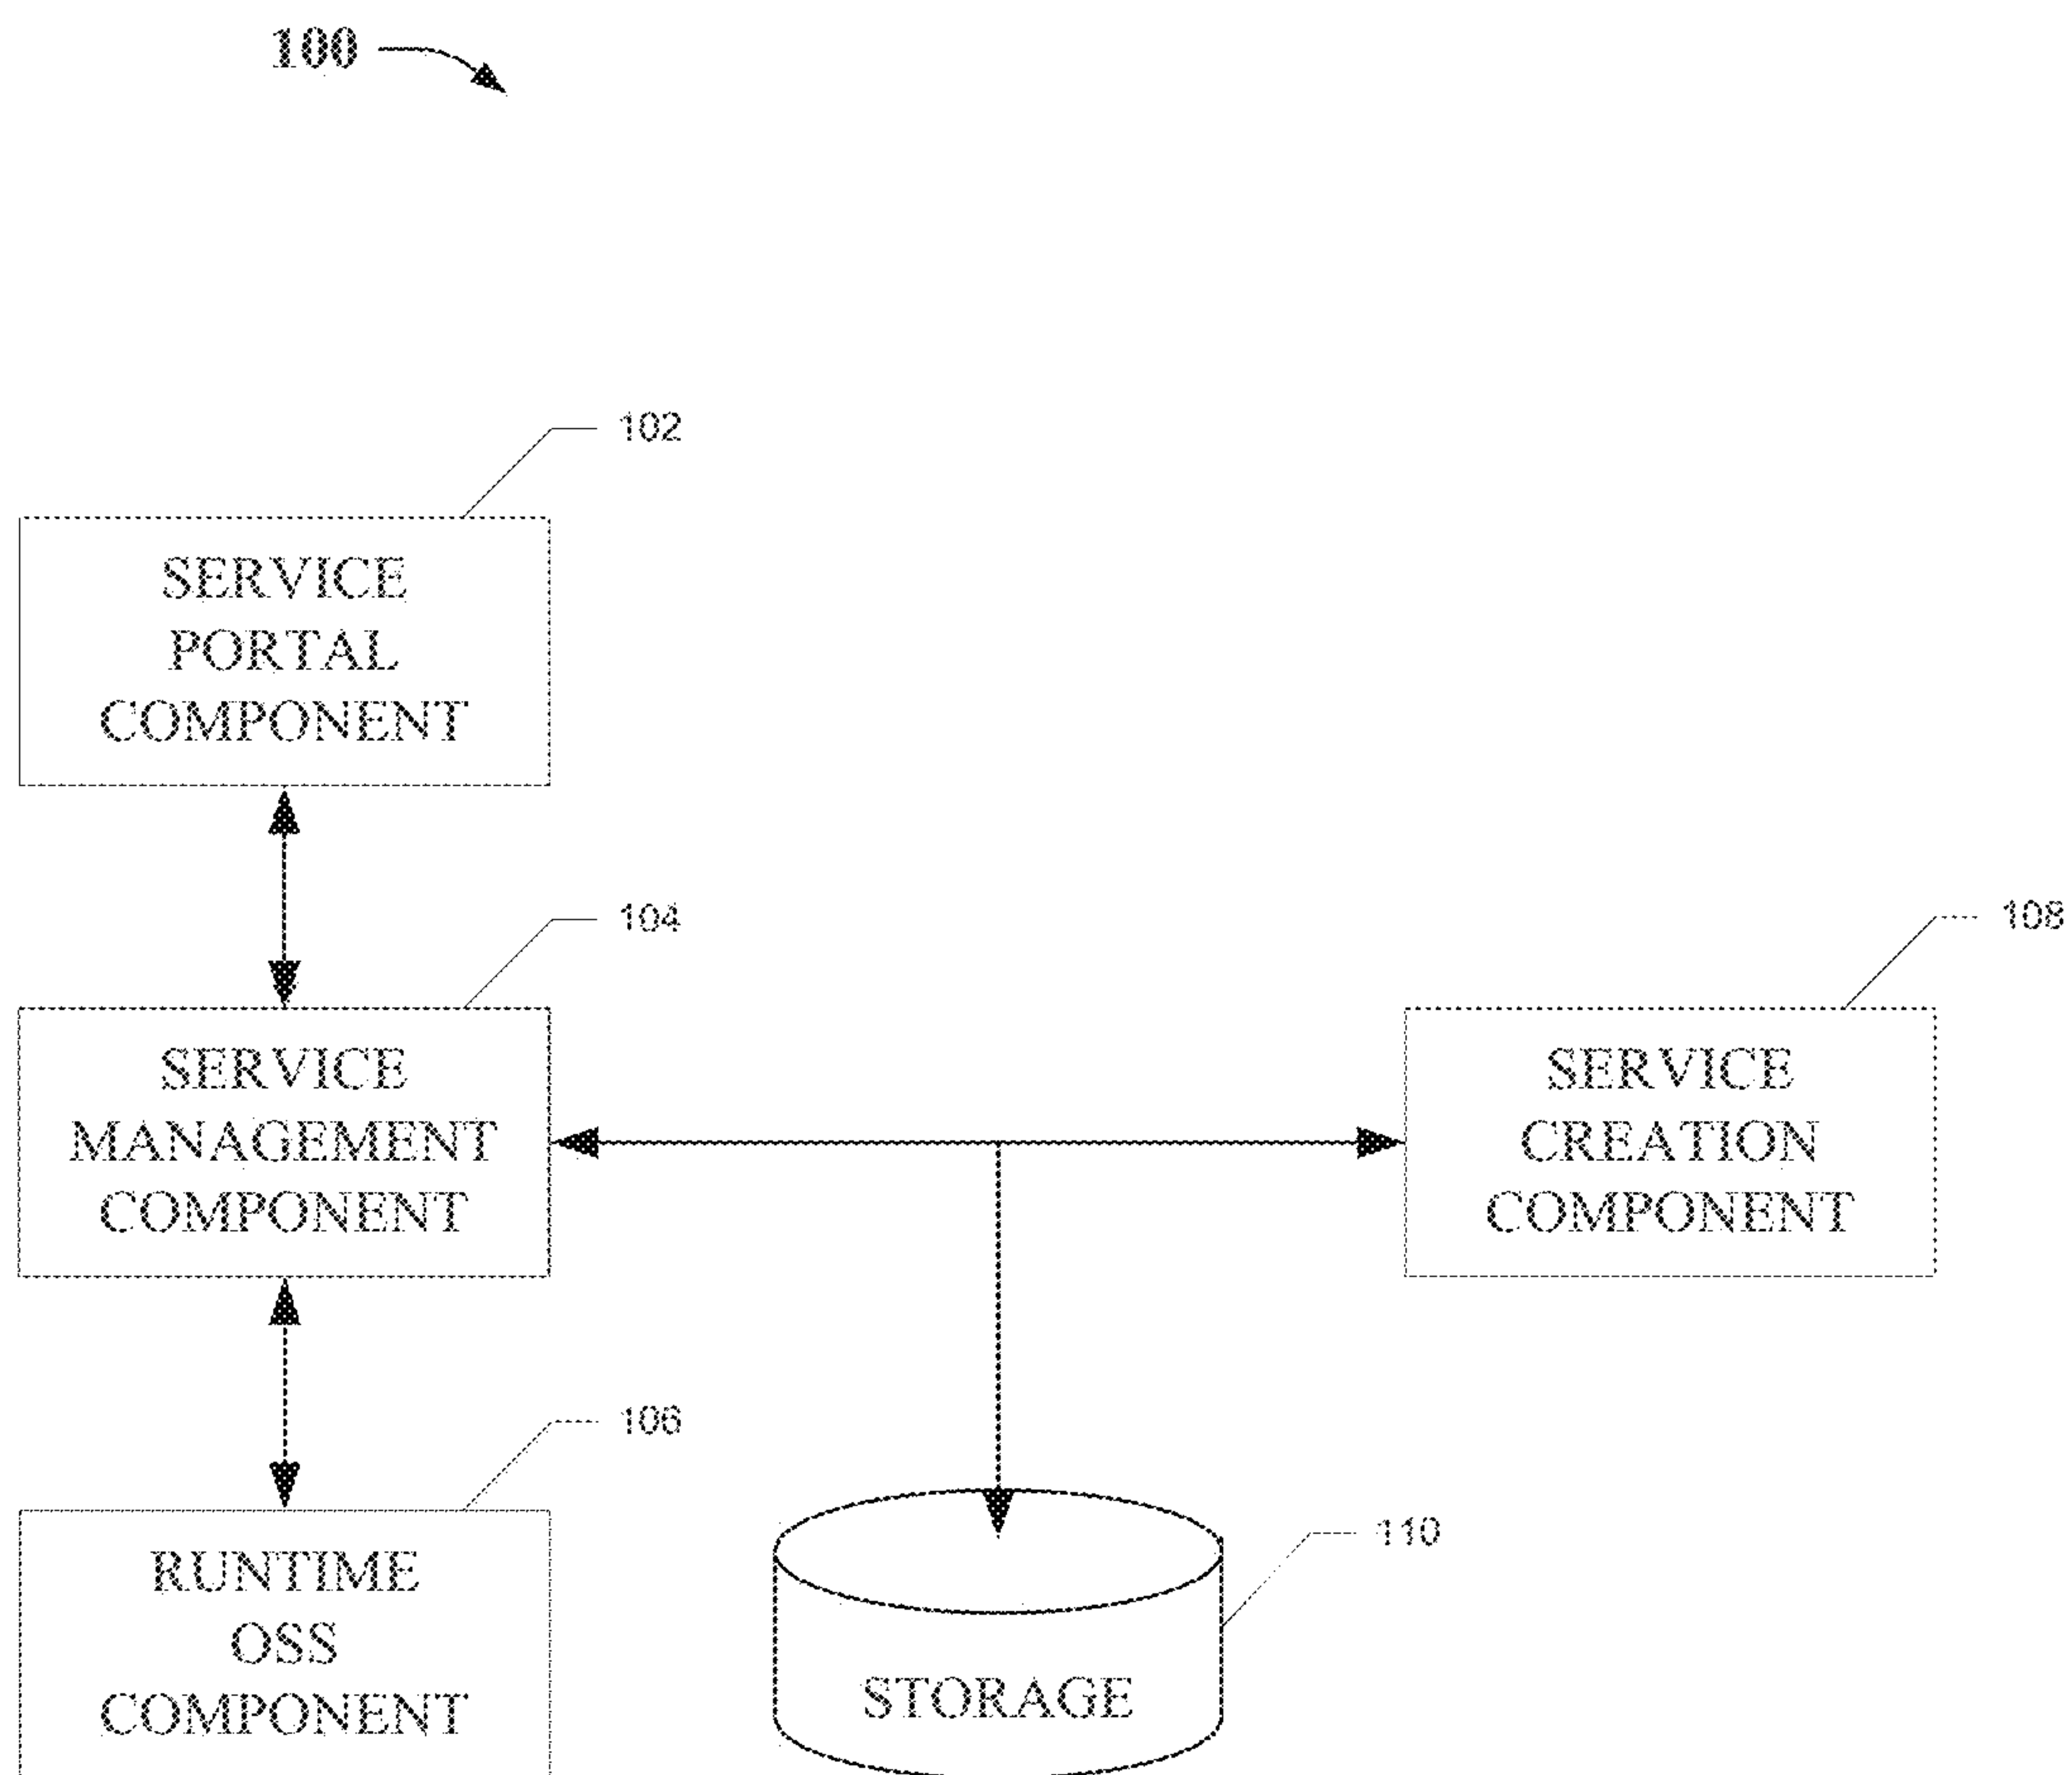 100
102
SERVICE
PORTAL
COMPONENT
104
SERVICE
MANAGEMENT
COMPONENT
108
SERVICE
CREATION
COMPONENT
106
RUNTIME
OSS
COMPONENT
110
STORAGE